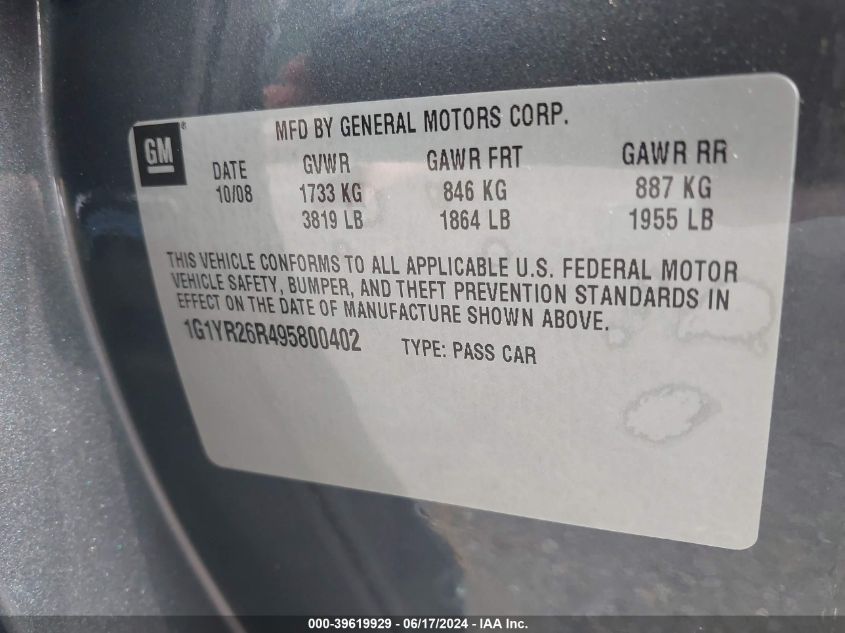 MFD BY GENERAL MOTORS CORP.
GM®
DATE GVWR GAWR FRT GAWR RR
10/08 1733 KG 846 KG 887 KG
3819 LB 1864 LB 1955 LB
THIS VEHICLE CONFORMS TO ALL APPLICABLE U.S. FEDERAL MOTOR
VEHICLE SAFETY, BUMPER, AND THEFT PREVENTION STANDARDS IN
EFFECT ON THE DATE OF MANUFACTURE SHOWN ABOVE.
1G1YR26R495800402 TYPE: PASS CAR
000-39619929 - 06/17/2024 - IAA Inc.